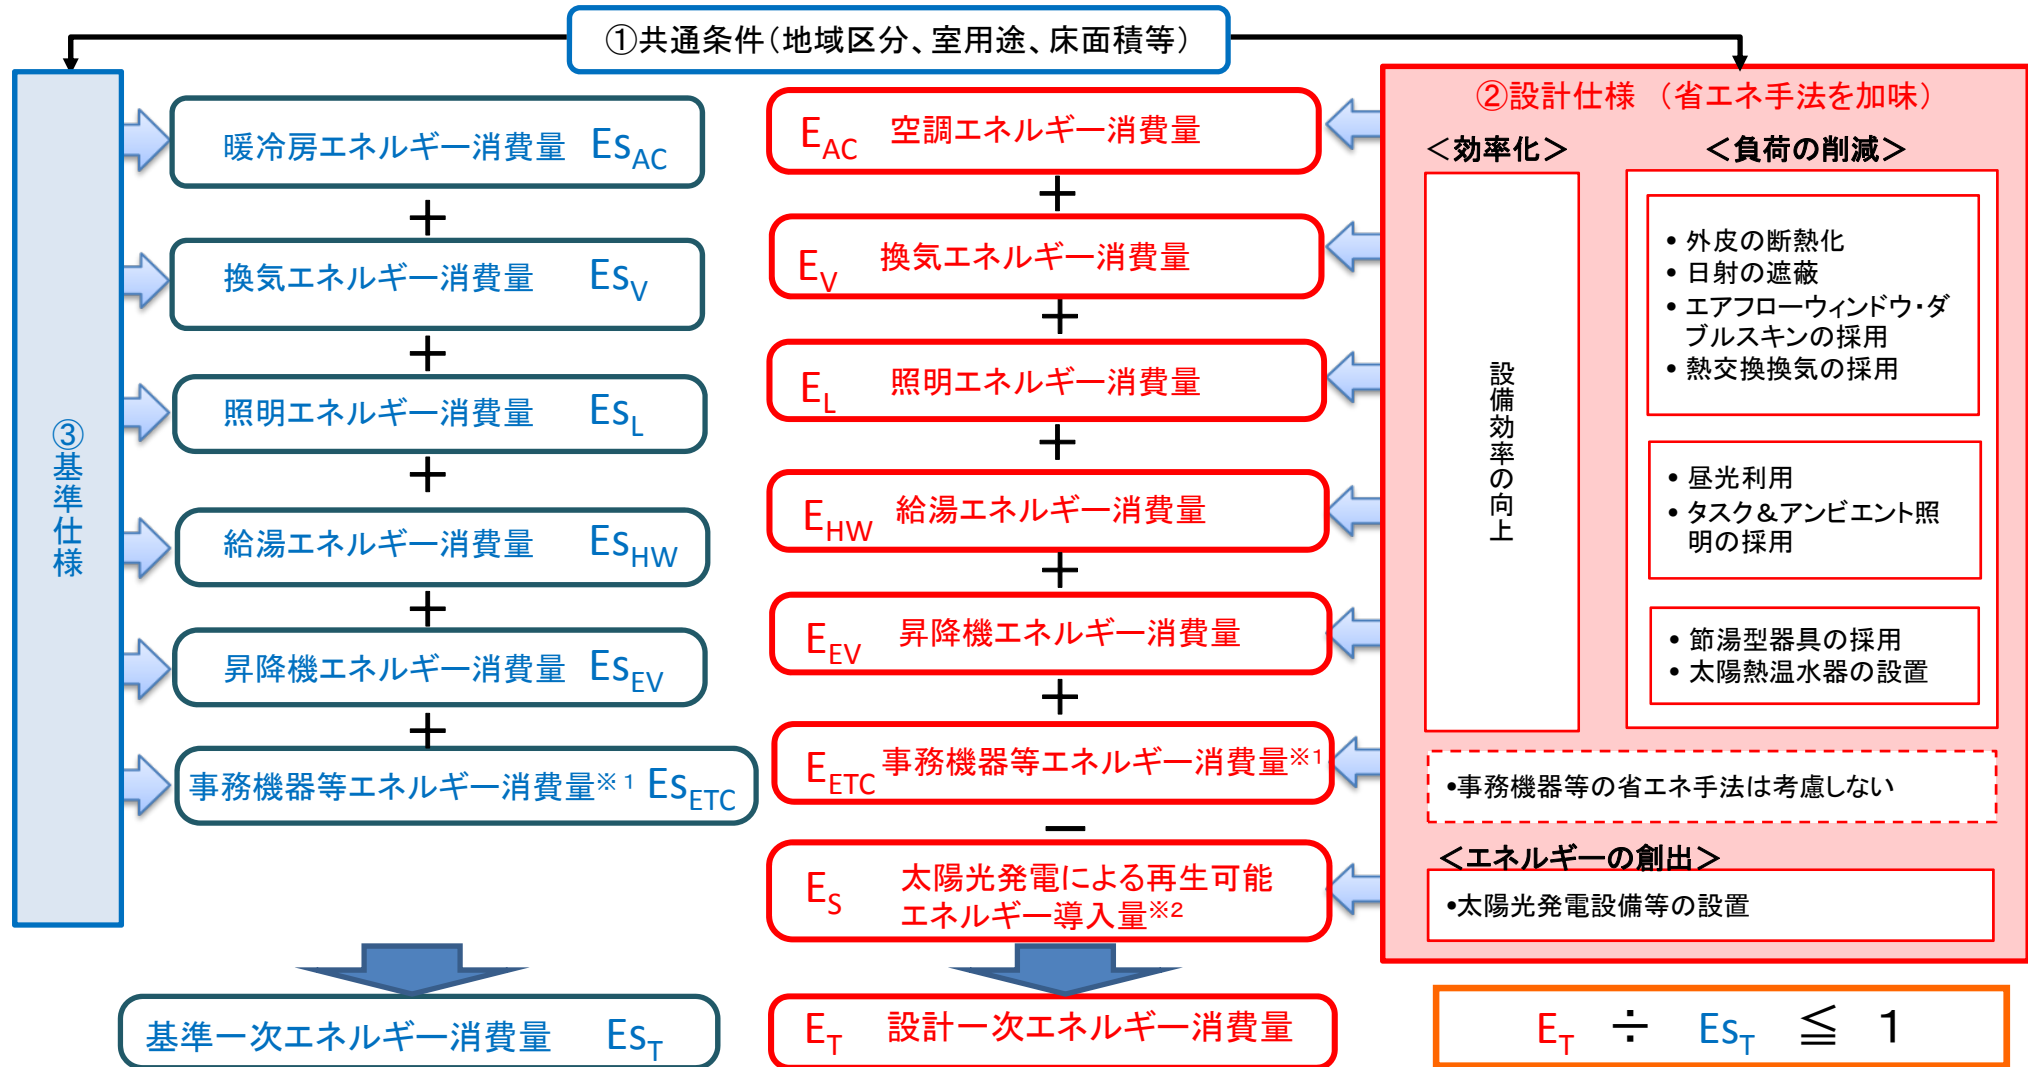 ①共通条件（地域区分、室用途、床面積等）
③基準仕様
暖冷房エネルギー消費量 EsAC
＋
換気エネルギー消費量 EsV
＋
照明エネルギー消費量 EsL
＋
給湯エネルギー消費量 EsHW
＋
昇降機エネルギー消費量 EsEV
＋
事務機器等エネルギー消費量※１ EsETC
基準一次エネルギー消費量 EsT
EAC 空調エネルギー消費量
＋
EV 換気エネルギー消費量
＋
EL 照明エネルギー消費量
＋
EHW 給湯エネルギー消費量
＋
EEV 昇降機エネルギー消費量
＋
EETC 事務機器等エネルギー消費量※1
－
ES 太陽光発電による再生可能
エネルギー導入量※2
ET 設計一次エネルギー消費量
②設計仕様 （省エネ手法を加味）
＜効率化＞
設備効率の向上
＜負荷の削減＞
• 外皮の断熱化
• 日射の遮蔽
• エアフローウィンドウ・ダ
ブルスキンの採用
• 熱交換換気の採用
• 昼光利用
• タスク＆アンビエント照
明の採用
• 節湯型器具の採用
• 太陽熱温水器の設置
•事務機器等の省エネ手法は考慮しない
＜エネルギーの創出＞
•太陽光発電設備等の設置
ET ÷ EsT ≦ 1